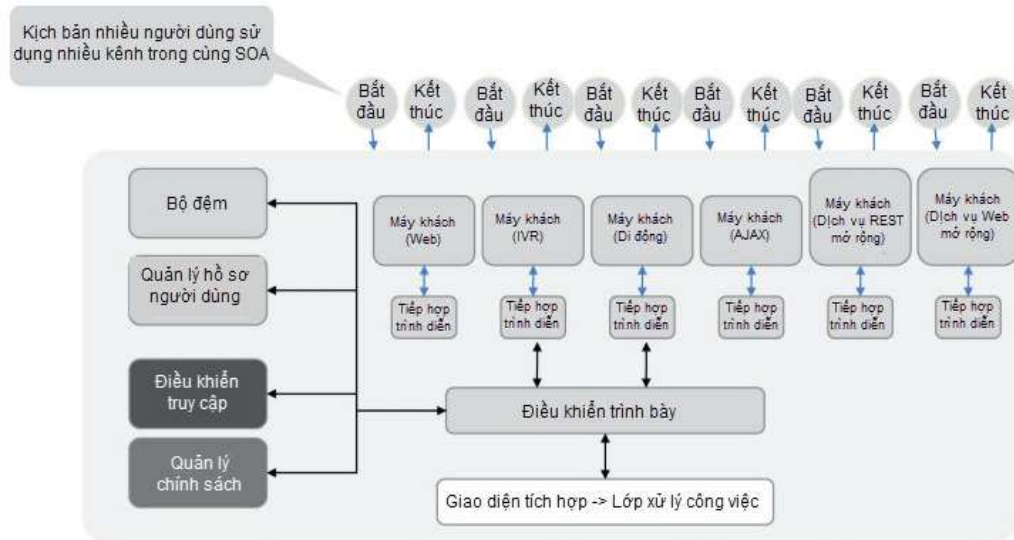 Kịch bản nhiều người dùng sử
dụng nhiều kênh trong cùng SOA
Bắt
đầu
Kết
thúc
Bắt
đầu
Kết
thúc
Bắt
đầu
Kết
thúc
Bắt
đầu
Kết
thúc
Bắt
đầu
Kết
thúc
Bắt
đầu
Kết
thúc
Bộ đệm
Quản lý hồ sơ
người dùng
Điều khiển
truy cập
Quản lý
chính sách
Máy khách
(Web)
Máy khách
(IVR)
Máy khách
(Di động)
Máy khách
(AJAX)
Máy khách
(Dịch vụ REST
mở rộng)
Máy khách
(Dịch vụ Web
mở rộng)
Tiếp hợp
trình diễn
Tiếp hợp
trình diễn
Tiếp hợp
trình diễn
Tiếp hợp
trình diễn
Tiếp hợp
trình diễn
Tiếp hợp
trình diễn
Điều khiển trình bày
Giao diện tích hợp -> Lớp xử lý công việc